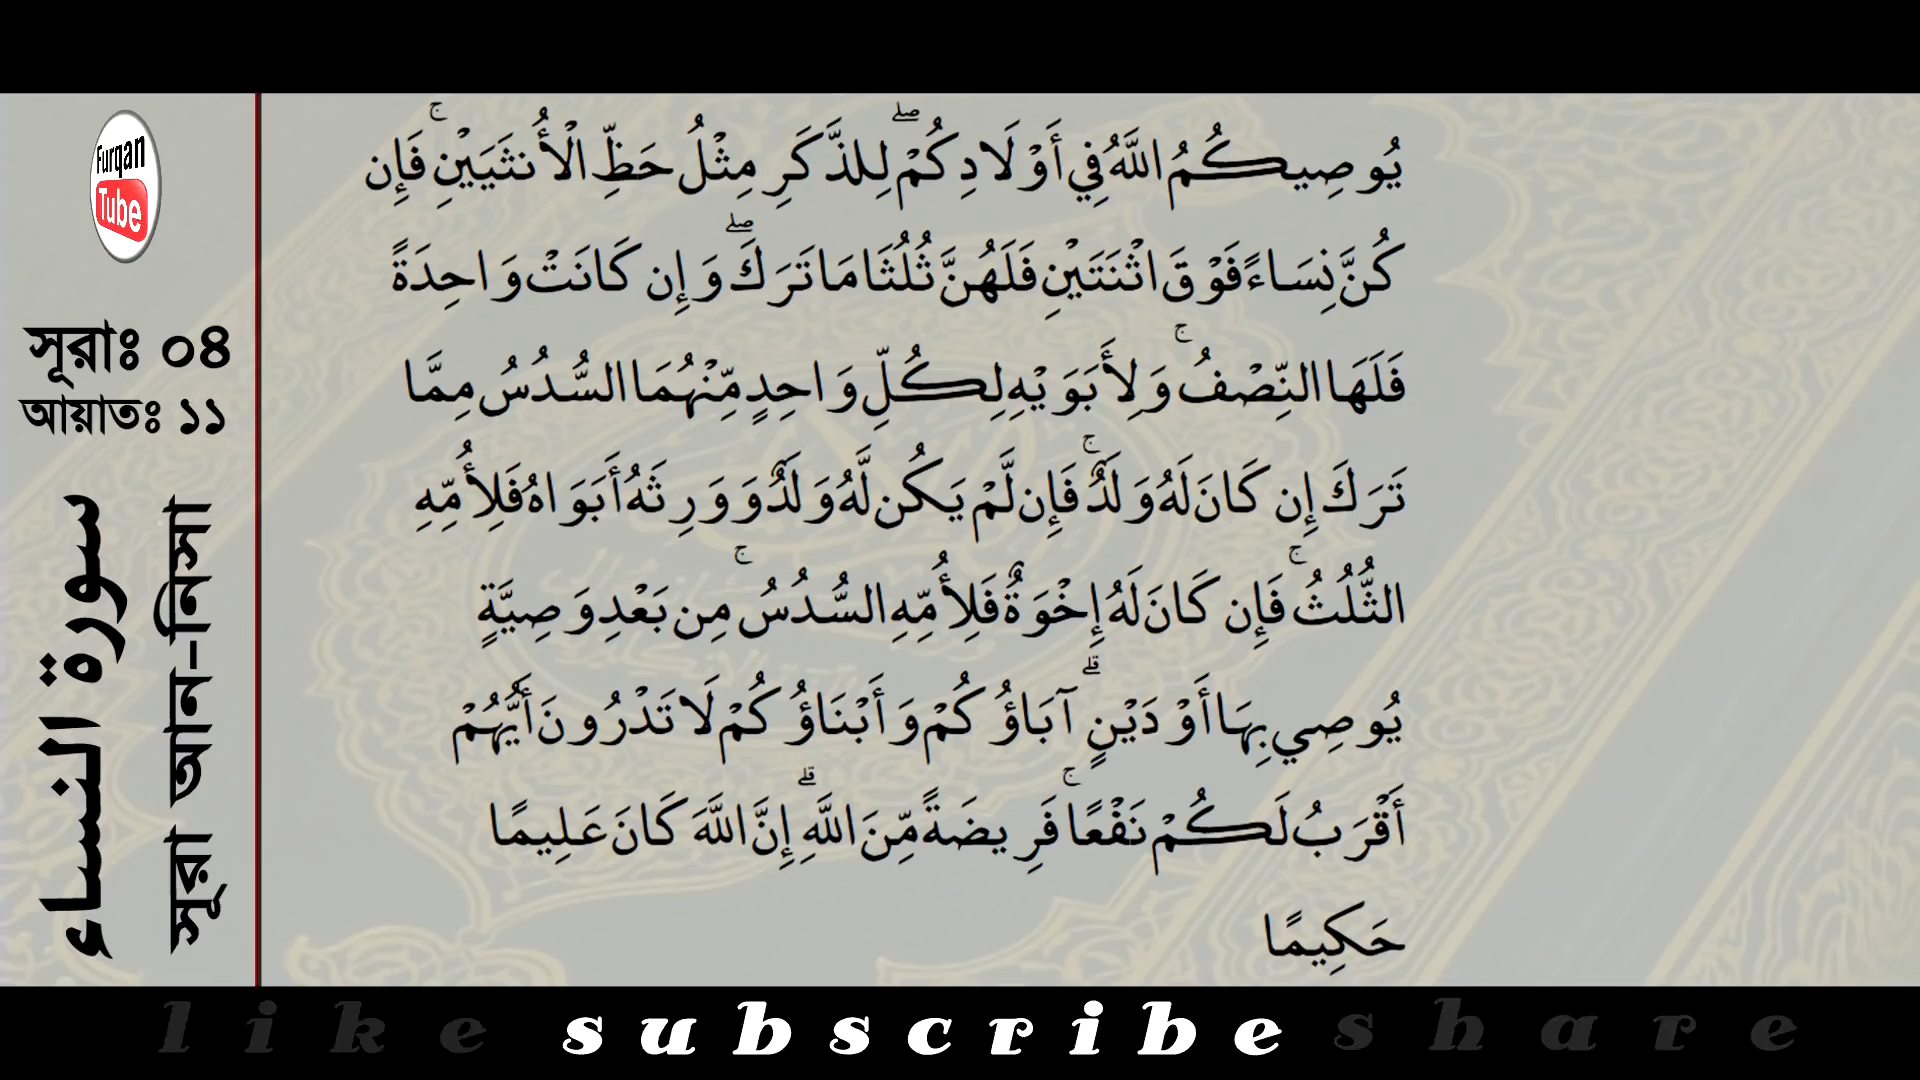 Furqan
Tube
সূরাঃ ০৪
আয়াতঃ ১১
سورة النساء
সূরা আন-নিসা
يُوصِيكُمُ اللَّهُ فِي أَوْلَادِكُمْ ۖ لِلذَّكَرِ مِثْلُ حَظِّ الْأُنثَيَيْنِ ۚ فَإِن
كُنَّ نِسَاءً فَوْقَ اثْنَتَيْنِ فَلَهُنَّ ثُلُثَا مَا تَرَكَ ۖ وَإِن كَانَتْ وَاحِدَةً
فَلَهَا النِّصْفُ ۚ وَلِأَبَوَيْهِ لِكُلِّ وَاحِدٍ مِّنْهُمَا السُّدُسُ مِمَّا
تَرَكَ إِن كَانَ لَهُ وَلَدٌ ۚ فَإِن لَّمْ يَكُن لَّهُ وَلَدٌ وَوَرِثَهُ أَبَوَاهُ فَلِأُمِّهِ
الثُّلُثُ ۚ فَإِن كَانَ لَهُ إِخْوَةٌ فَلِأُمِّهِ السُّدُسُ ۚ مِن بَعْدِ وَصِيَّةٍ
يُوصِي بِهَا أَوْ دَيْنٍ ۗ آبَاؤُكُمْ وَأَبْنَاؤُكُمْ لَا تَدْرُونَ أَيُّهُمْ
أَقْرَبُ لَكُمْ نَفْعًا ۚ فَرِيضَةً مِّنَ اللَّهِ ۗ إِنَّ اللَّهَ كَانَ عَلِيمًا
حَكِيمًا
like subscribe share